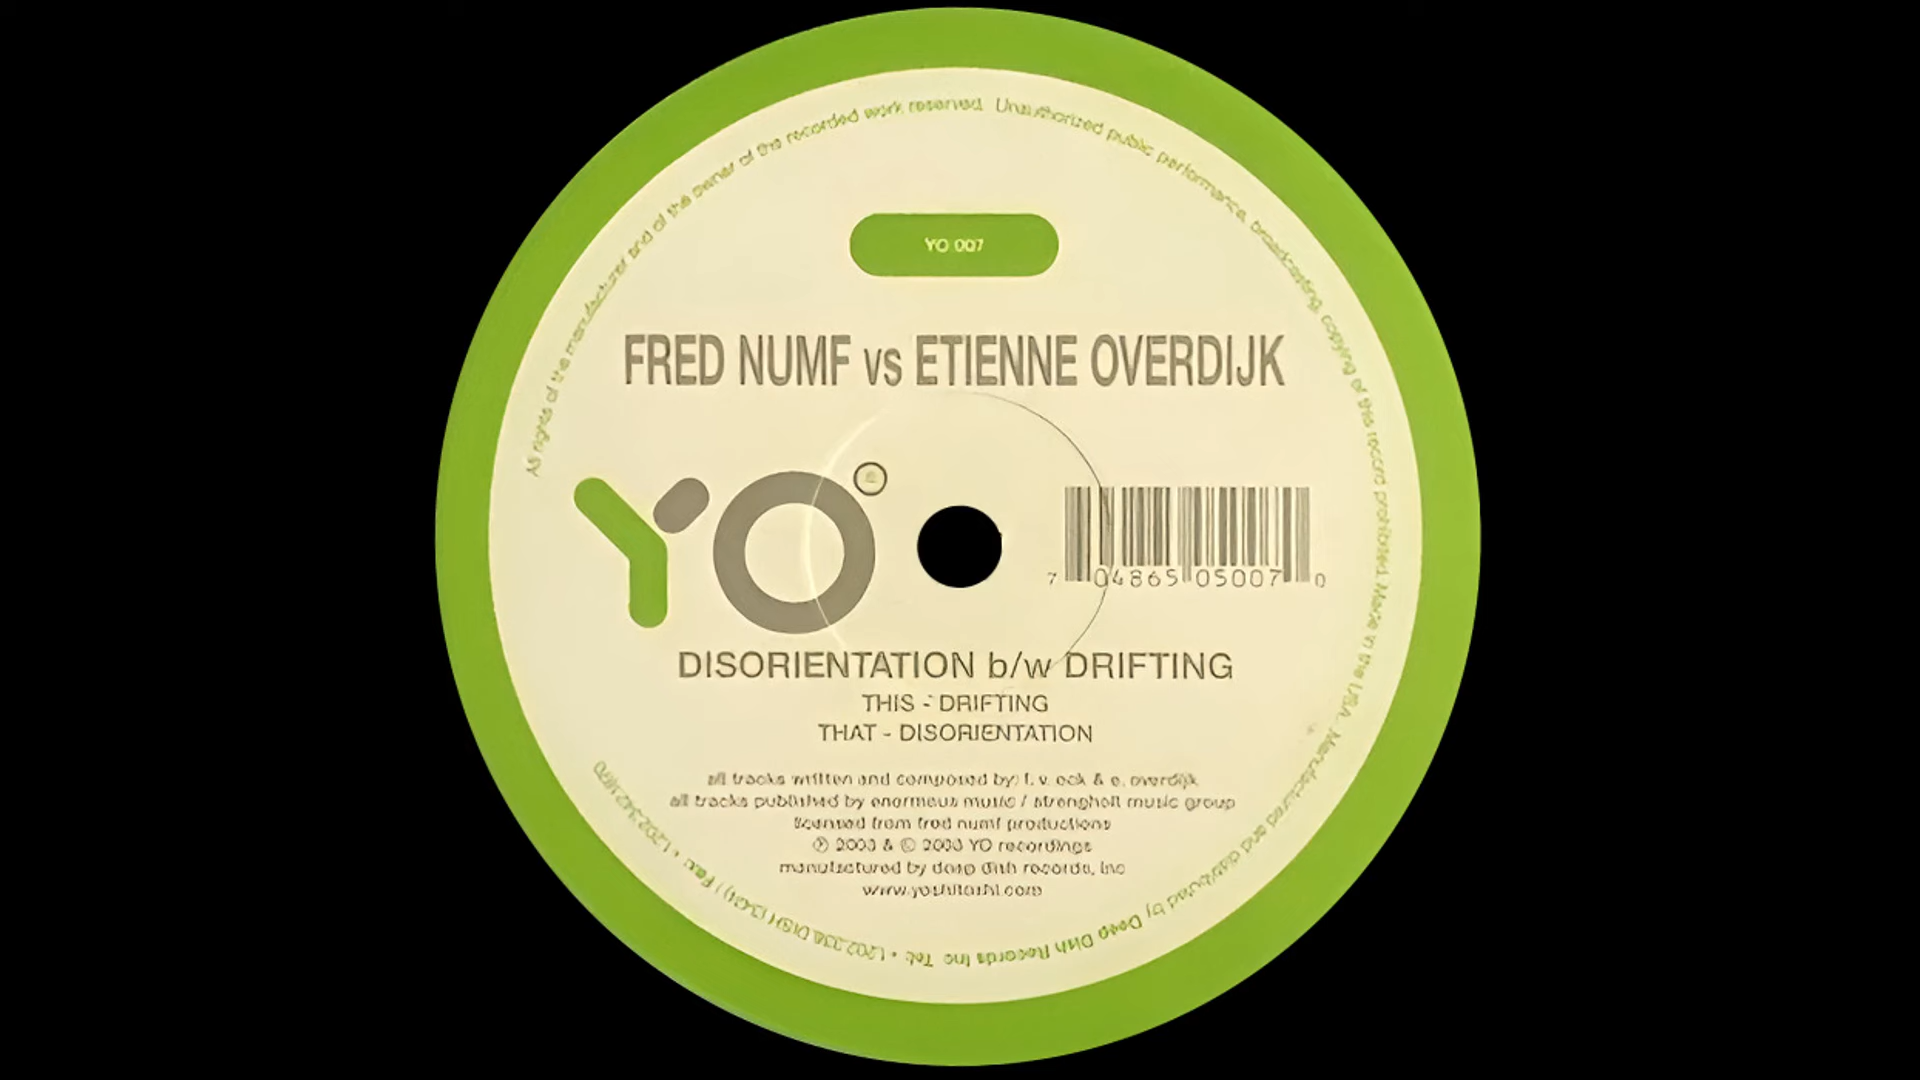 All rights of the manufacturer and of the owner of the recorded work reserved. Unauthorized public performance, broadcasting, copying of this record prohibited. Made in the USA. Manufactured and distributed by Deep Dish Records Inc Tel:
YO 007
FRED NUMF vs ETIENNE OVERDIJK
YO
7 04865 05007 0
DISORIENTATION b/w DRIFTING
THIS - DRIFTING
THAT - DISORIENTATION
all tracks written and composed by: f. v. eck & e. overdijk
all tracks published by enormous music / strengholt music group
licensed from fred numf productions
℗ 2003 & © 2003 YO recordings
manufactured by deep dish records, inc
www.yoshitoshi.com